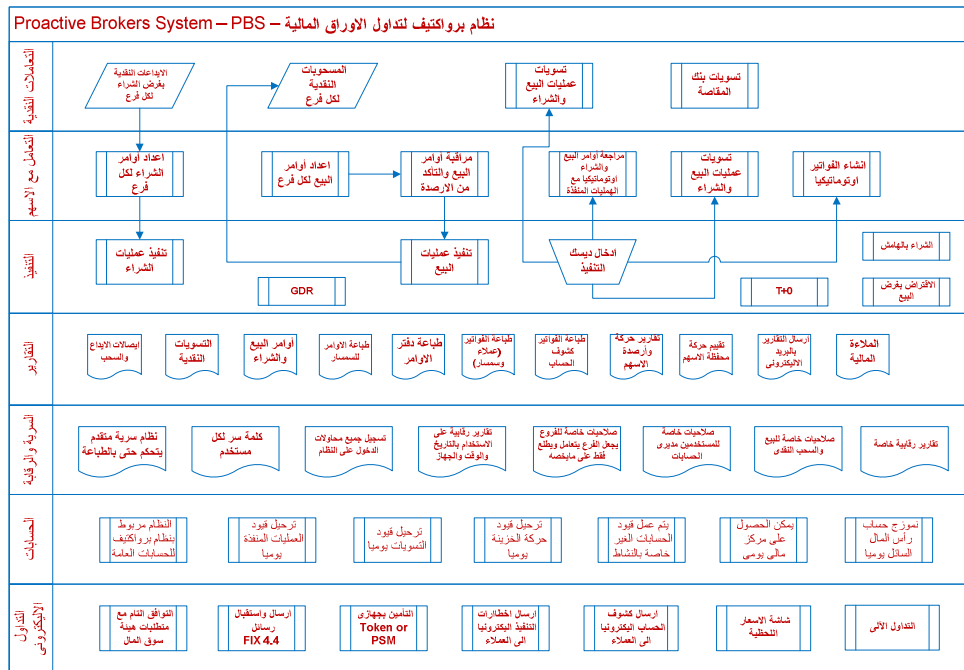 Proactive Brokers System – PBS – نظام برواكتيف لتداول الاوراق المالية
التعاملات النقدية
الايداعات النقدية
بغرض الشراء
لكل فرع
المسحوبات
النقدية
لكل فرع
تسويات
عمليات البيع
والشراء
تسويات بنك
المقاصة
التعامل مع الاسهم
اعداد أوامر
الشراء لكل
فرع
اعداد أوامر
البيع لكل فرع
مراقبة أوامر
البيع والتأكد
من الارصدة
مراجعة أوامر البيع
والشراء
اوتوماتيكيا مع
الهمليات المنفذة
تسويات
عمليات البيع
والشراء
انشاء الفواتير
اوتوماتيكيا
التنفيذ
تنفيذ عمليات
الشراء
GDR
تنفيذ عمليات
البيع
ادخال ديسك
التنفيذ
T+0
الشراء بالهامش
الاقتراض بغرض
البيع
التقارير
ايصالات الايداع
والسحب
التسويات
النقدية
أوامر البيع
والشراء
طباعة الاوامر
للسمسار
طباعة دفتر
الاوامر
طباعة الفواتير
(عملاء
وسمسار)
طباعة الفواتير
كشوف
الحساب
تقارير حركة
وأرصدة
الاسهم
تقييم حركة
محفظة الاسهم
ارسال التقارير
بالبريد
الاليكترونى
الملاءة
المالية
السرية والرقابة
نظام سرية متقدم
يتحكم حتى بالطباعة
كلمة سر لكل
مستخدم
تسجيل جميع محاولات
الدخول على النظام
تقارير رقابية على
الاستخدام بالتاريخ
والوقت والجهاز
صلاحيات خاصة للفروع
يجعل الفرع يتعامل ويطلع
فقط على مايخصه
صلاحيات خاصة
للمستخدمين مديرى
الحسابات
صلاحيات خاصة للبيع
والسحب النقدى
تقارير رقابية خاصة
الحسابات
النظام مربوط
بنظام برواكتيف
للحسابات العامة
ترحيل قيود
العمليات المنفذة
يوميا
ترحيل قيود
التسويات يوميا
ترحيل قيود
حركة الخزينة
يوميا
يتم عمل قيود
الحسابات الغير
خاصة بالنشاط
يمكن الحصول
على مركز
مالى يومى
نموزج حساب
رأس المال
السائل يوميا
التداول
الاليكترونى
التوافق التام مع
متطلبات هيئة
سوق المال
ارسال واستقبال
رسائل
FIX 4.4
التأمين بجهازى
Token or
PSM
ارسال اخطارات
التنفيذ اليكترونيا
الى العملاء
ارسال كشوف
الحساب اليكترونيا
الى العملاء
شاشة الاسعار
اللحظية
التداول الآلى